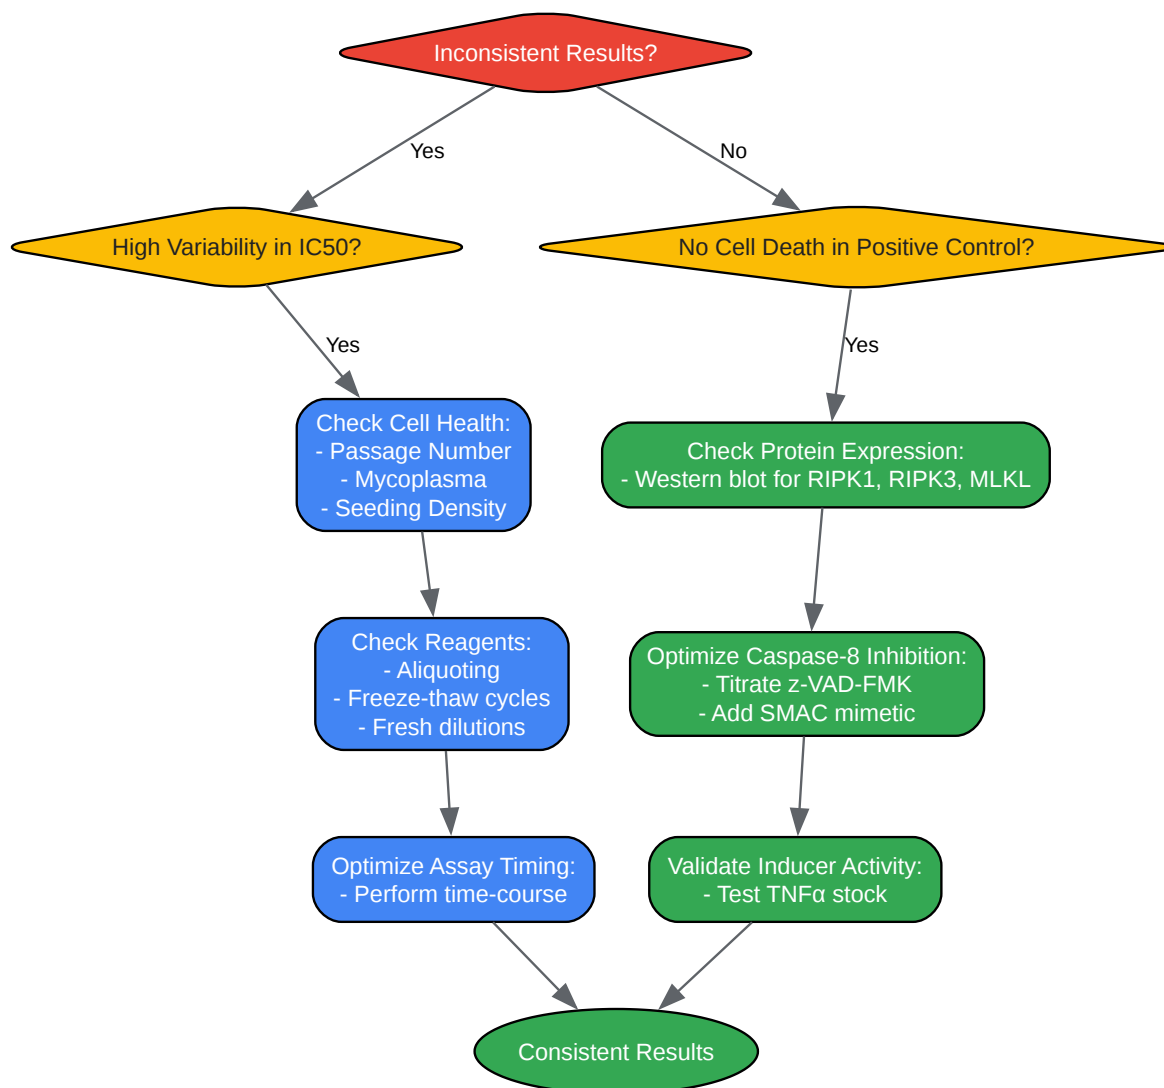 Inconsistent Results?
Yes
No
High Variability in IC50?
No Cell Death in Positive Control?
Yes
Yes
Check Cell Health:
- Passage Number
- Mycoplasma
- Seeding Density
Check Protein Expression:
- Western blot for RIPK1, RIPK3, MLKL
Check Reagents:
- Aliquoting
- Freeze-thaw cycles
- Fresh dilutions
Optimize Caspase-8 Inhibition:
- Titrate z-VAD-FMK
- Add SMAC mimetic
Optimize Assay Timing:
- Perform time-course
Validate Inducer Activity:
- Test TNFα stock
Consistent Results